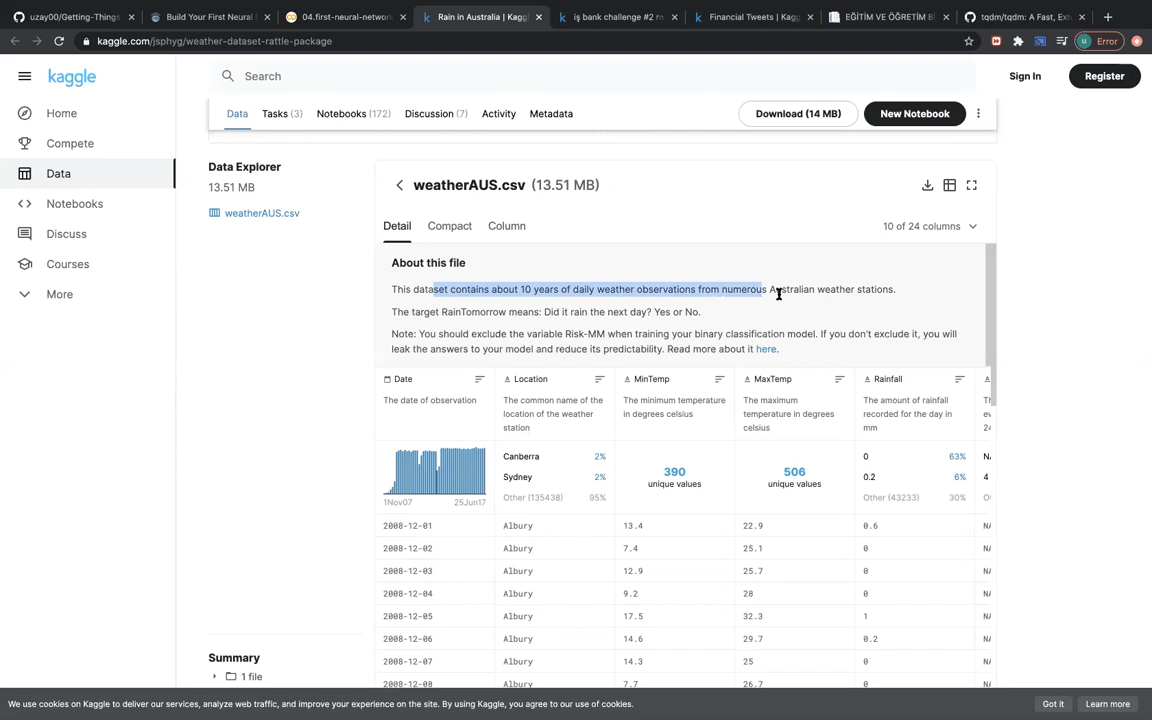 uzay00/Getting-Things
Build Your First Neural
04.first-neural-network
Rain in Australia | Kaggl
iş bank challenge #2 m
Financial Tweets | Kagg
EĞİTİM VE ÖĞRETİM Bİ
tqdm/tqdm: A Fast, Ext
kaggle.com/jsphyg/weather-dataset-rattle-package
u Error
kaggle
Search
Sign In
Register
Home
Compete
Data
Notebooks
Discuss
Courses
More
Data
Tasks (3)
Notebooks (172)
Discussion (7)
Activity
Metadata
Download (14 MB)
New Notebook
Data Explorer
13.51 MB
weatherAUS.csv
weatherAUS.csv (13.51 MB)
Detail
Compact
Column
10 of 24 columns
About this file
This dataset contains about 10 years of daily weather observations from numerous Australian weather stations.
The target RainTomorrow means: Did it rain the next day? Yes or No.
Note: You should exclude the variable Risk-MM when training your binary classification model. If you don't exclude it, you will
leak the answers to your model and reduce its predictability. Read more about it here.
Date
Location
MinTemp
MaxTemp
Rainfall
The date of observation
The common name of the
location of the weather
station
The minimum temperature
in degrees celsius
The maximum
temperature in degrees
celsius
The amount of rainfall
recorded for the day in
mm
1Nov07 25Jun17
Canberra 2%
Sydney 2%
Other (135438) 95%
390
unique values
506
unique values
0 63%
0.2 6%
Other (43233) 30%
2008-12-01 Albury 13.4 22.9 0.6
2008-12-02 Albury 7.4 25.1 0
2008-12-03 Albury 12.9 25.7 0
2008-12-04 Albury 9.2 28 0
2008-12-05 Albury 17.5 32.3 1
2008-12-06 Albury 14.6 29.7 0.2
2008-12-07 Albury 14.3 25 0
2008-12-08 Albury 7.7 26.7 0
Summary
1 file
We use cookies on Kaggle to deliver our services, analyze web traffic, and improve your experience on the site. By using Kaggle, you agree to our use of cookies.
Got it
Learn more